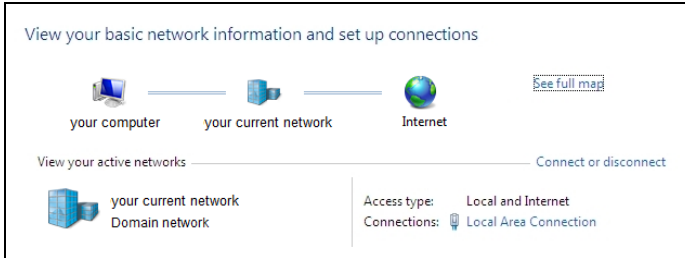 View your basic network information and set up connections
See full map
your computer your current network Internet
View your active networks Connect or disconnect
your current network Access type: Local and Internet
Domain network Connections: Local Area Connection